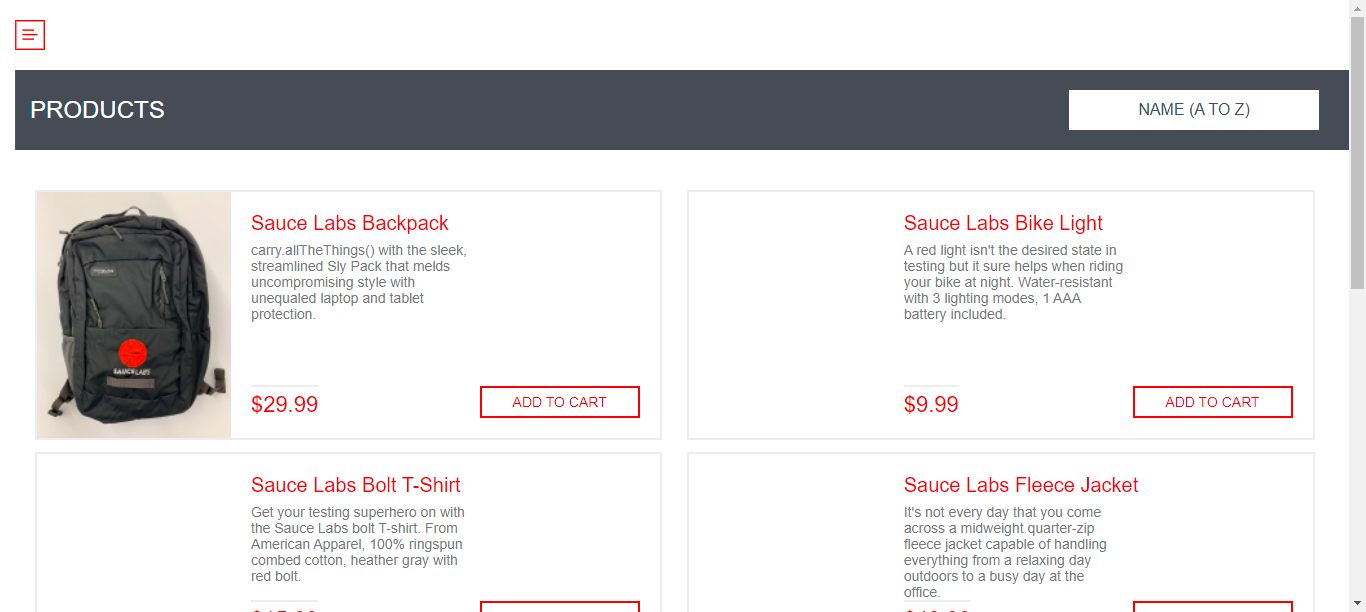 PRODUCTS
NAME (A TO Z)
Sauce Labs Backpack
carry.allTheThings() with the sleek,
streamlined Sly Pack that melds
uncompromising style with
unequaled laptop and tablet
protection.
$29.99
ADD TO CART
Sauce Labs Bike Light
A red light isn't the desired state in
testing but it sure helps when riding
your bike at night. Water-resistant
with 3 lighting modes, 1 AAA
battery included.
$9.99
ADD TO CART
Sauce Labs Bolt T-Shirt
Get your testing superhero on with
the Sauce Labs bolt T-shirt. From
American Apparel, 100% ringspun
combed cotton, heather gray with
red bolt.
Sauce Labs Fleece Jacket
It's not every day that you come
across a midweight quarter-zip
fleece jacket capable of handling
everything from a relaxing day
outdoors to a busy day at the
office.
SAUCELABS